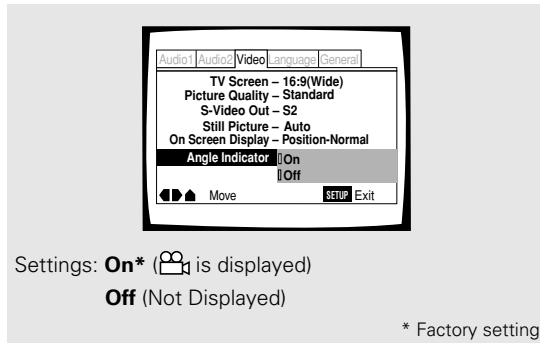 Audio1 Audio2 Video Language General
TV Screen – 16:9(Wide)
Picture Quality – Standard
S-Video Out – S2
Still Picture – Auto
On Screen Display – Position-Normal
Angle Indicator On
Off
Move SETUP Exit
Settings: On* ( is displayed)
Off (Not Displayed)
* Factory setting